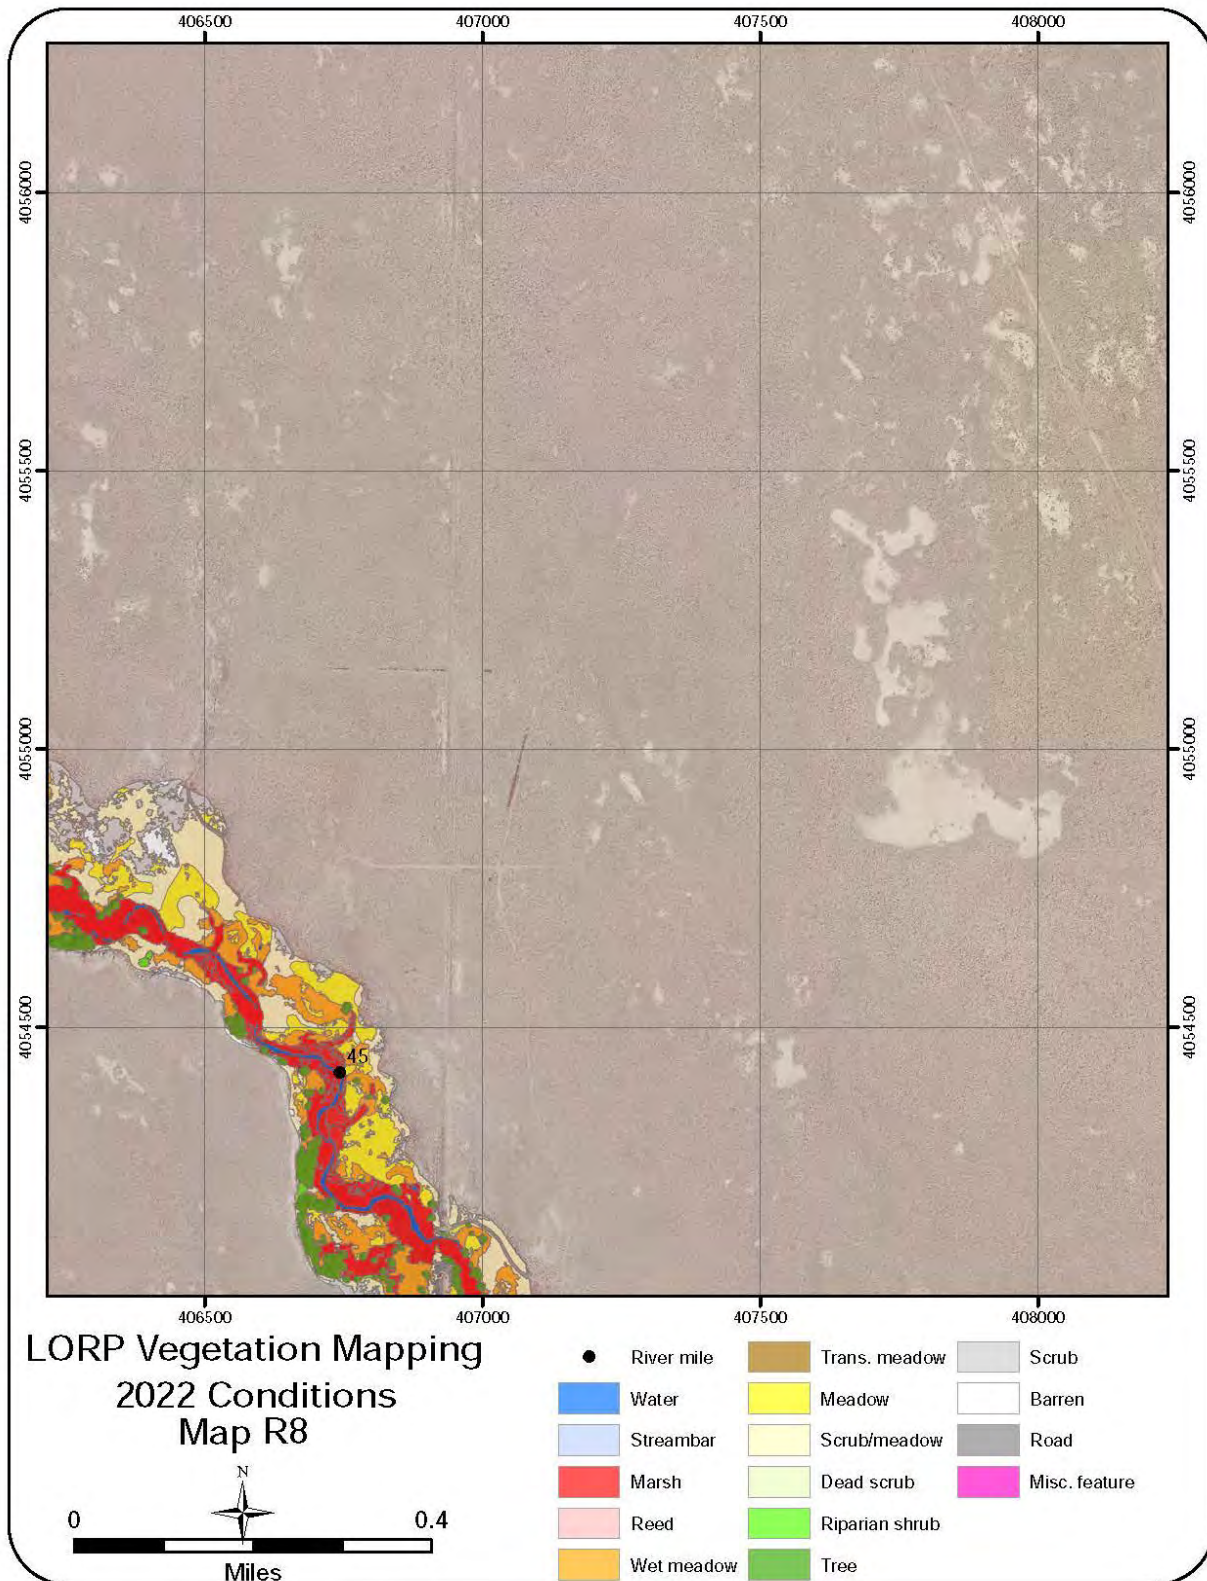 406500 407000 407500 408000
4056000 4056000
4055500 4055500
4055000 4055000
4054500 4054500
45
406500 407000 407500 408000
LORP Vegetation Mapping
2022 Conditions
Map R8
N
0 0.4
Miles
River mile
Water
Streambar
Marsh
Reed
Wet meadow
Trans. meadow
Meadow
Scrub/meadow
Dead scrub
Riparian shrub
Tree
Scrub
Barren
Road
Misc. feature